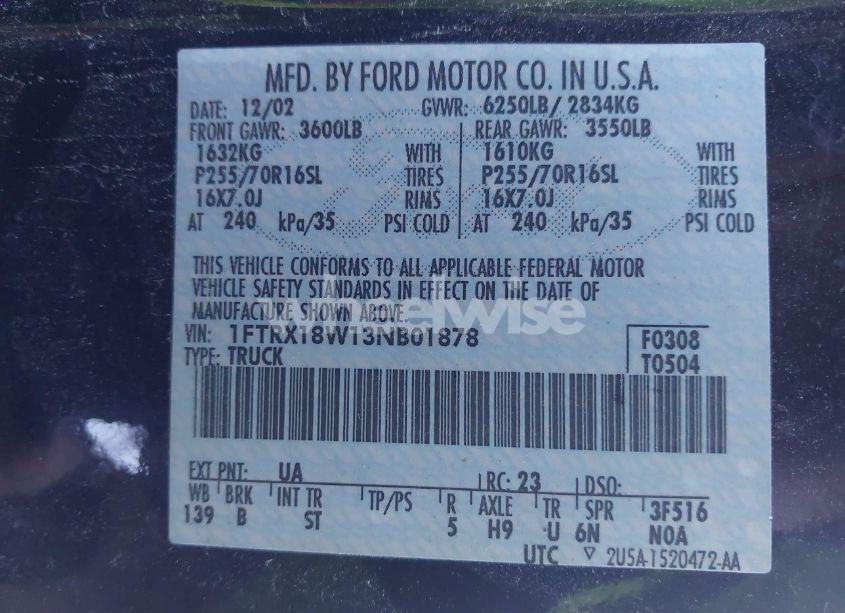 MFD. BY FORD MOTOR CO. IN U.S.A.
DATE: 12/02 GVWR: 6250LB/ 2834KG
FRONT GAWR: 3600LB REAR GAWR: 3550LB
1632KG WITH 1610KG WITH
P255/70R16SL TIRES P255/70R16SL TIRES
16X7.0J RIMS 16X7.0J RIMS
AT 240 kPa/35 PSI COLD AT 240 kPa/35 PSI COLD
THIS VEHICLE CONFORMS TO ALL APPLICABLE FEDERAL MOTOR
VEHICLE SAFETY STANDARDS IN EFFECT ON THE DATE OF
MANUFACTURE SHOWN ABOVE.
VIN: 1FTRX18W13NB01878 F0308
TYPE: TRUCK T0504
EXT PNT: UA RC: 23 DSO:
WB BRK INT TR TP/PS R AXLE TR SPR 3F516
139 B ST 5 H9 U 6N N0A
UTC ▽ 2U5A-1520472-AA